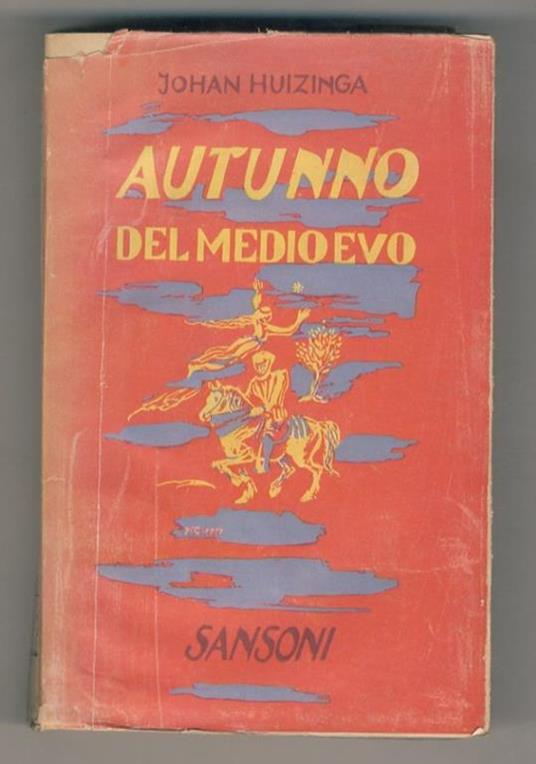 JOHAN HUIZINGA
AUTUNNO
DEL MEDIO EVO
SANSONI